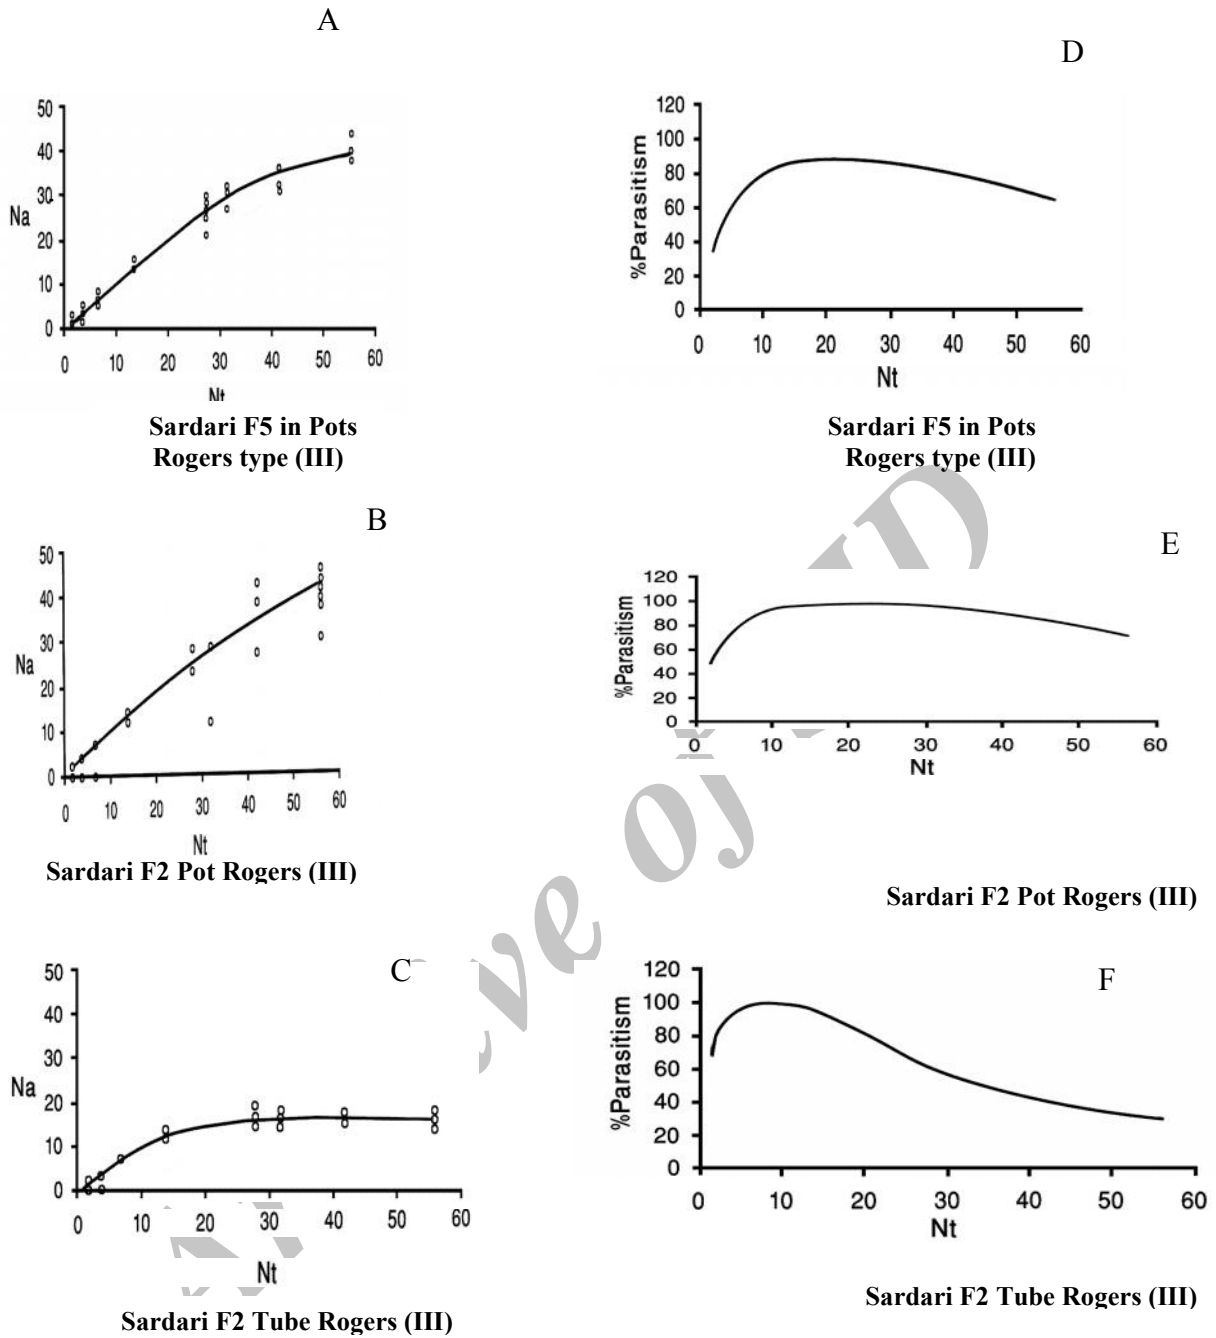 A
50
40
30
Na
20
10
0
0 10 20 30 40 50 60
Nt
Sardari F5 in Pots
Rogers type (III)
D
120
100
80
60
40
20
0
%Parasitism
0 10 20 30 40 50 60
Nt
Sardari F5 in Pots
Rogers type (III)
B
50
40
30
Na
20
10
0
0 10 20 30 40 50 60
Nt
Sardari F2 Pot Rogers (III)
E
120
100
80
60
40
20
0
%Parasitism
0 10 20 30 40 50 60
Nt
Sardari F2 Pot Rogers (III)
C
50
40
30
Na
20
10
0
0 10 20 30 40 50 60
Nt
Sardari F2 Tube Rogers (III)
F
120
100
80
60
40
20
0
%Parasitism
0 10 20 30 40 50 60
Nt
Sardari F2 Tube Rogers (III)